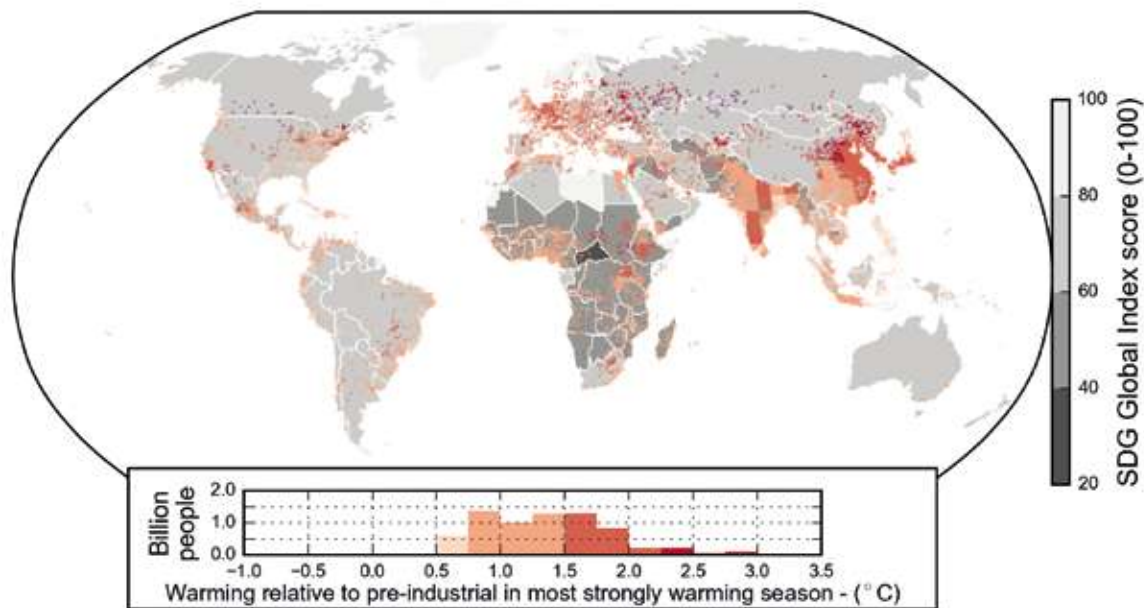 100
80
60
40
20
SDG Global Index score (0-100)
Billion
people
2.0
1.0
0.0
−1.0 −0.5 0.0 0.5 1.0 1.5 2.0 2.5 3.0 3.5
Warming relative to pre-industrial in most strongly warming season - (°C)